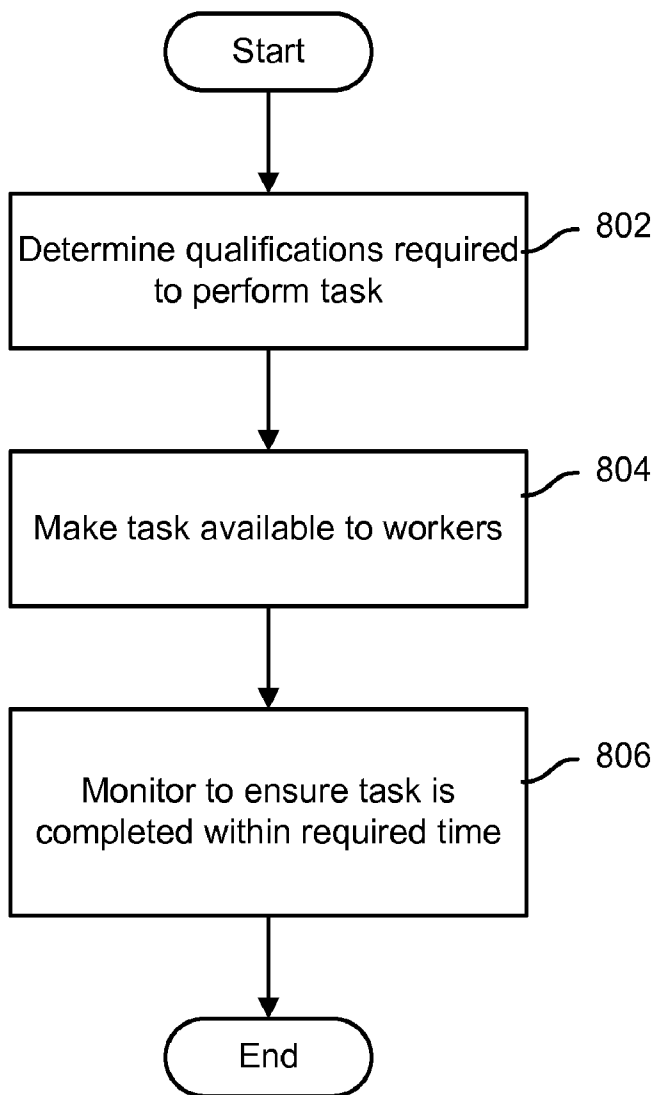 Start
Determine qualifications required
to perform task
802
Make task available to workers
804
Monitor to ensure task is
completed within required time
806
End